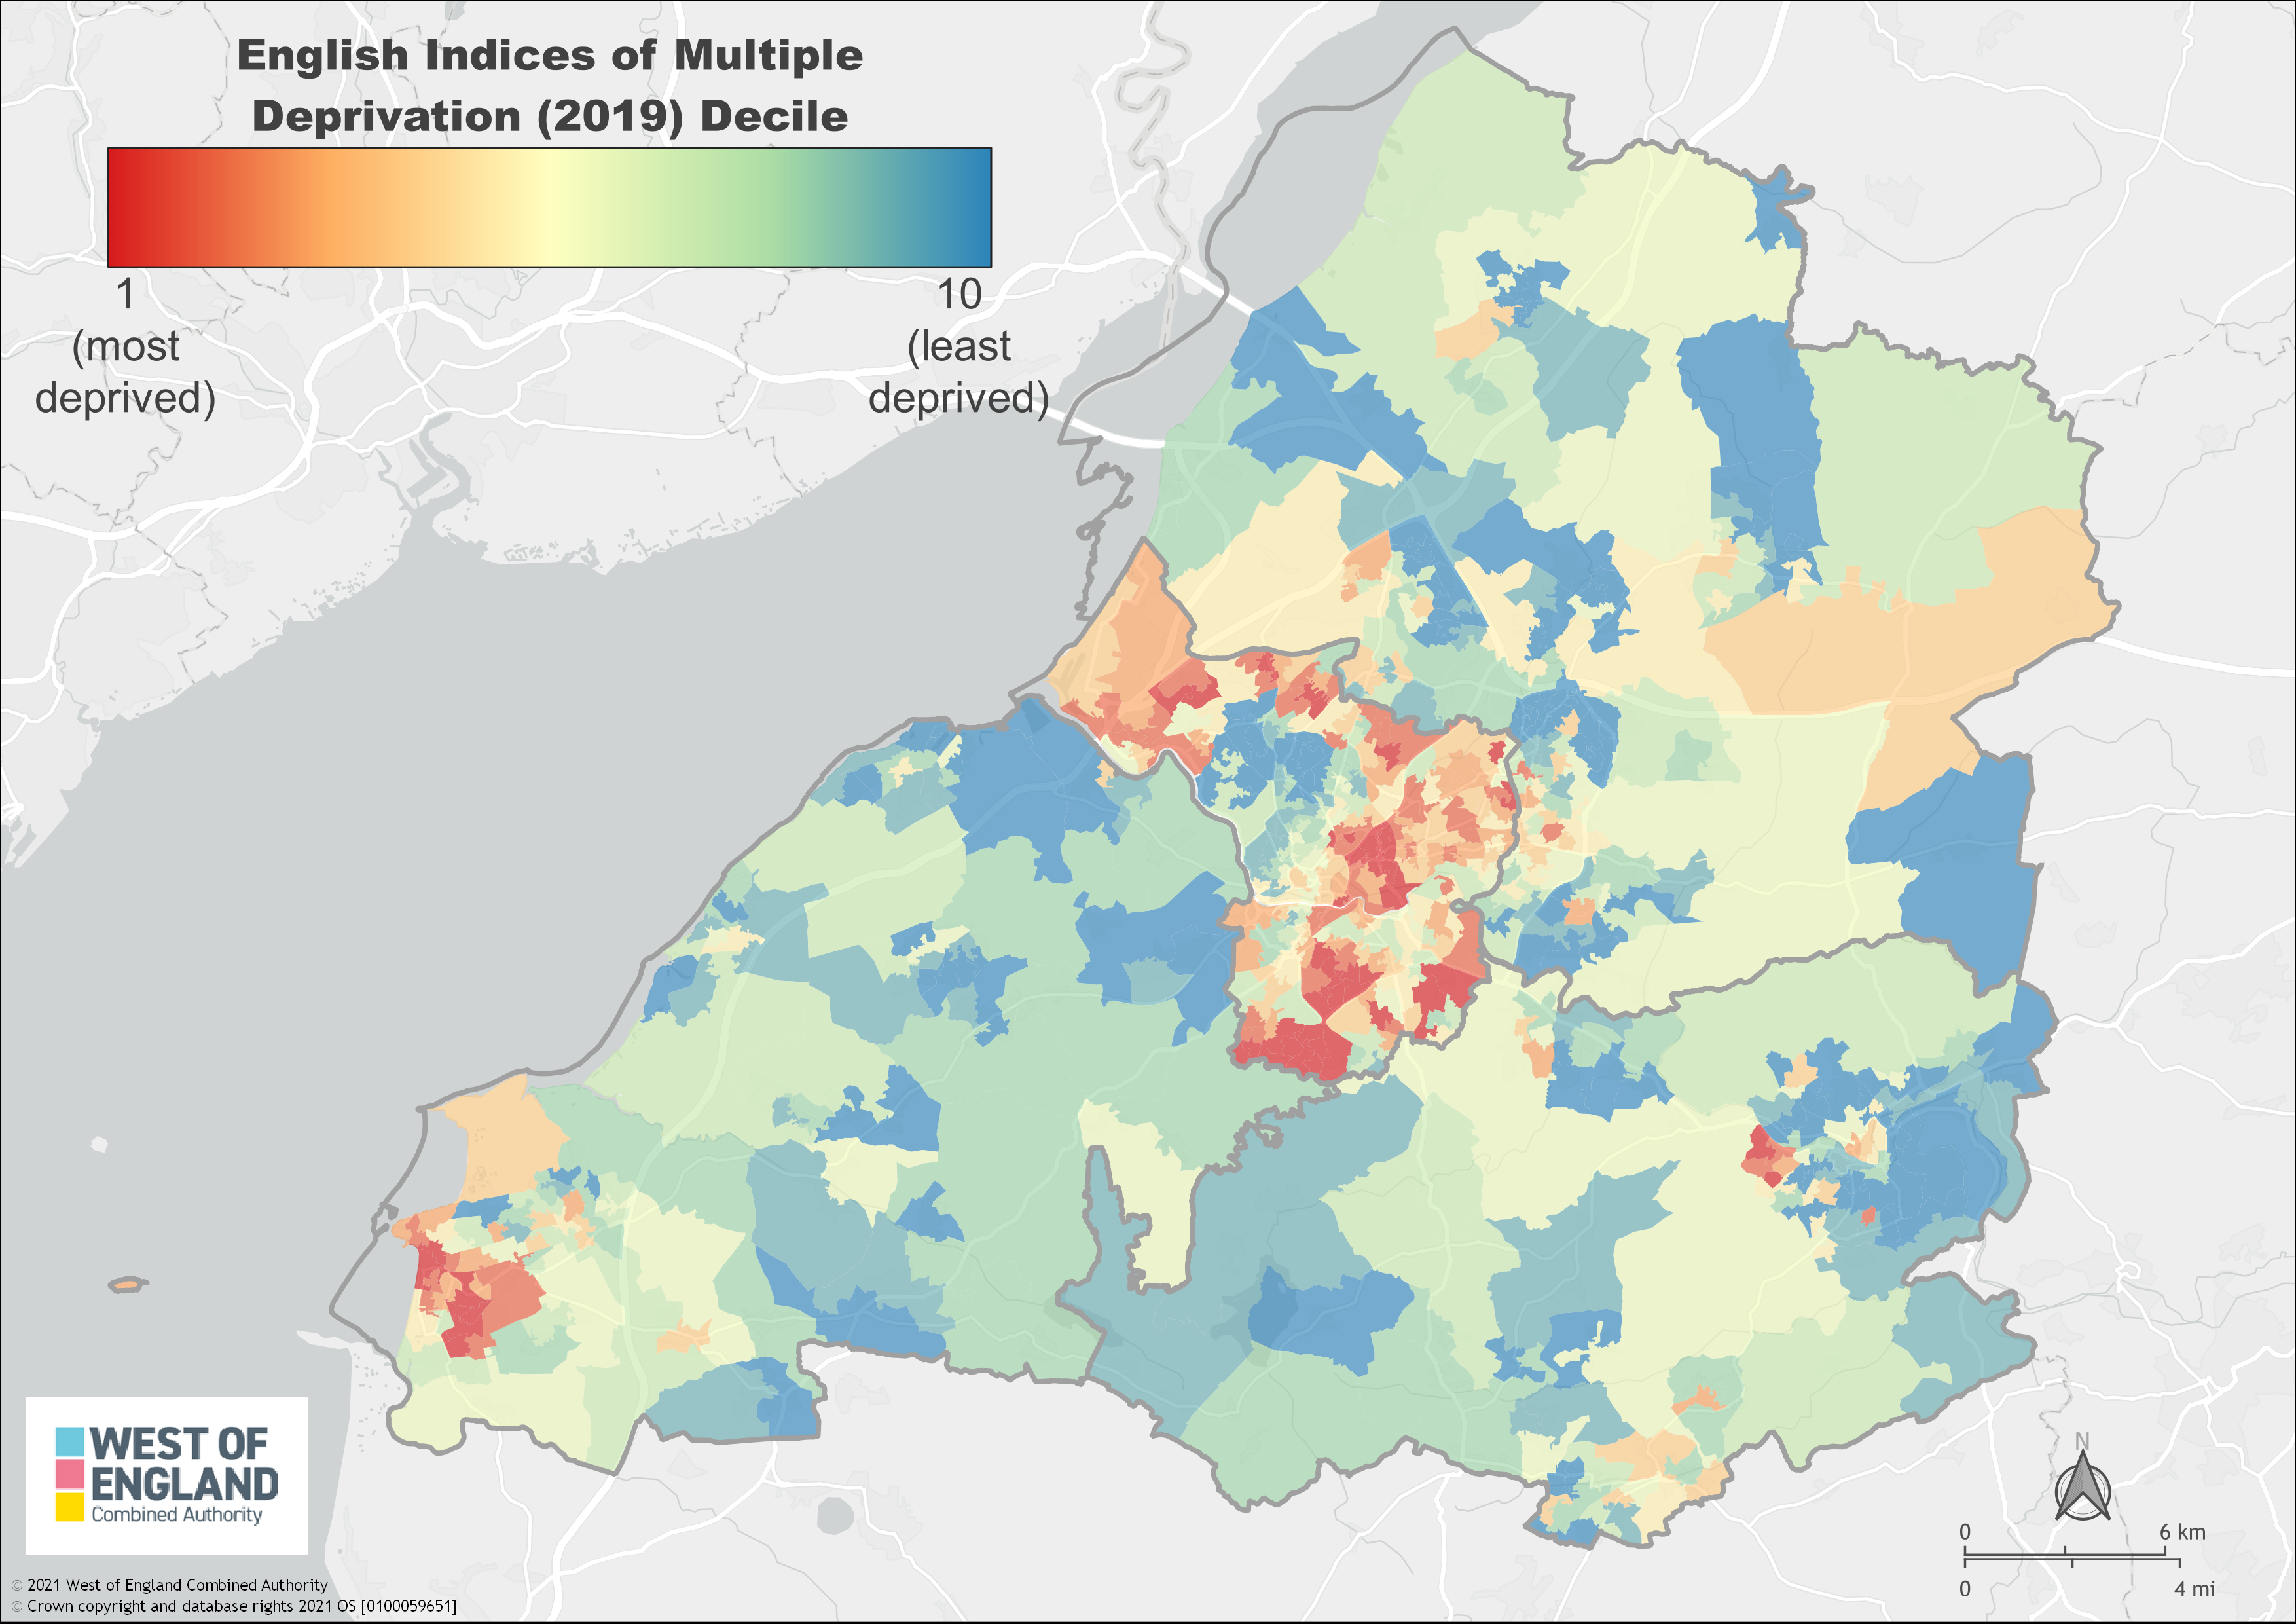 English Indices of Multiple
Deprivation (2019) Decile
1
(most
deprived)
10
(least
deprived)
WEST OF
ENGLAND
Combined Authority
N
0 6 km
0 4 mi
© 2021 West of England Combined Authority
© Crown copyright and database rights 2021 OS [0100059651]